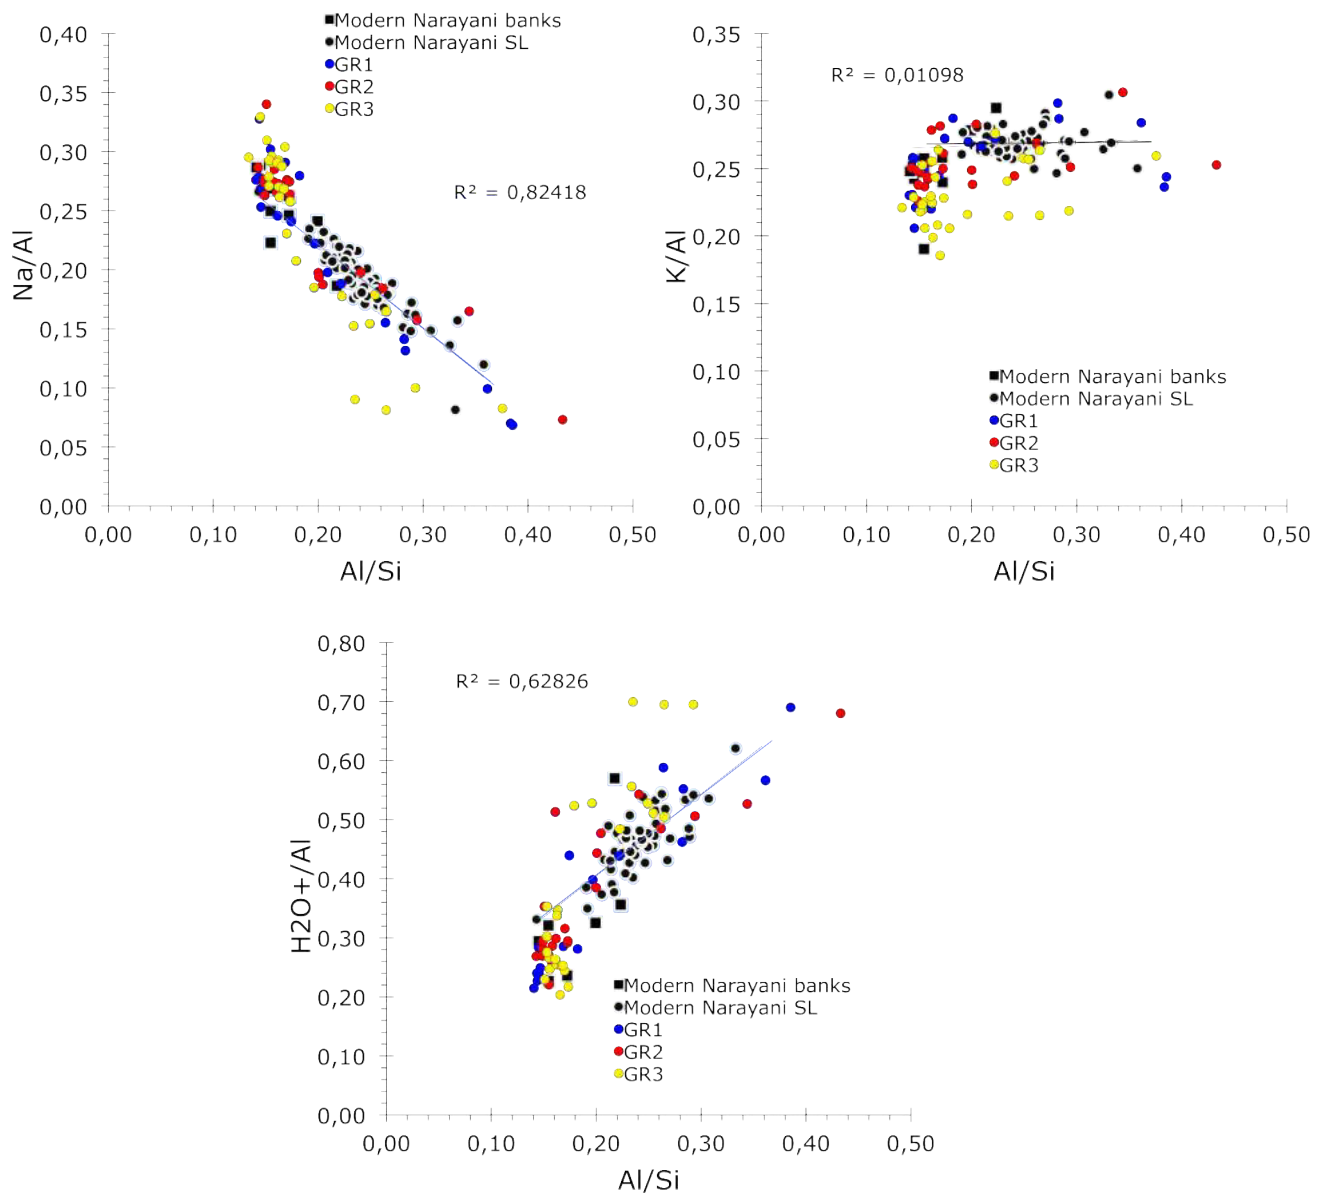 Modern Narayani banks
Modern Narayani SL
GR1
GR2
GR3
R² = 0,82418
0,40
0,35
0,30
0,25
0,20
0,15
0,10
0,05
0,00
Na/Al
0,00 0,10 0,20 0,30 0,40 0,50
Al/Si
R² = 0,01098
0,35
0,30
0,25
0,20
0,15
0,10
0,05
0,00
K/Al
Modern Narayani banks
Modern Narayani SL
GR1
GR2
GR3
0,00 0,10 0,20 0,30 0,40 0,50
Al/Si
R² = 0,62826
0,80
0,70
0,60
0,50
0,40
0,30
0,20
0,10
0,00
H2O+/Al
Modern Narayani banks
Modern Narayani SL
GR1
GR2
GR3
0,00 0,10 0,20 0,30 0,40 0,50
Al/Si